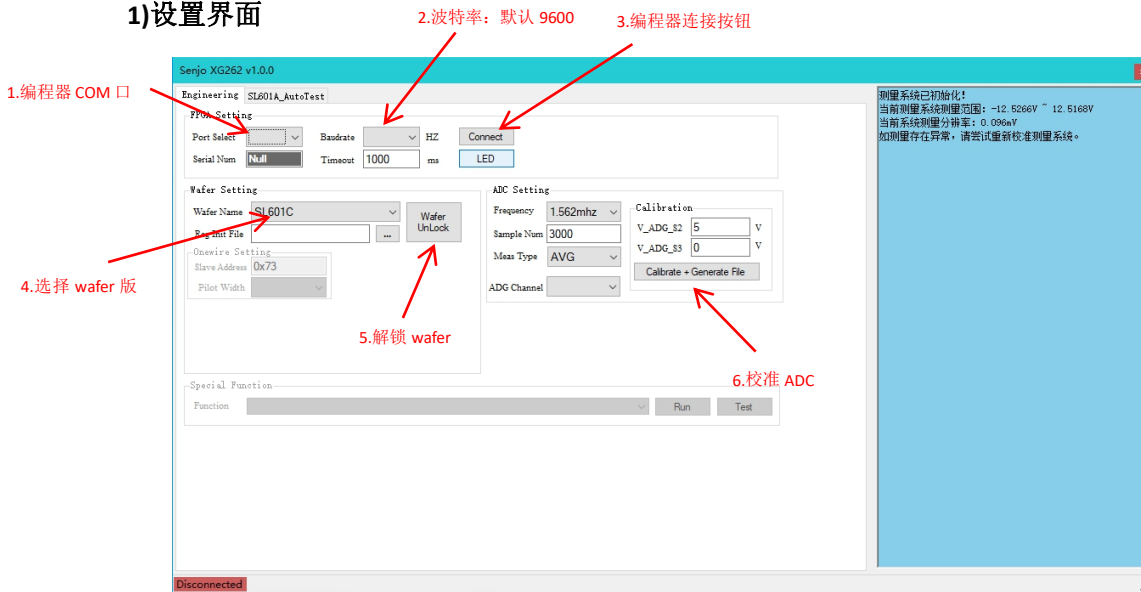 1)设置界面
2.波特率：默认 9600
3.编程器连接按钮
1.编程器 COM 口
Senjo XG262 v1.0.0
Engineering SL601A_AutoTest
FPGA Setting
Port Select Baudrate HZ Connect
Serial Num Null Timeout 1000 ms LED
测量系统已初始化!
当前测量系统测量范围: -12.5266V ~ 12.5168V
当前系统测量分辨率: 0.096mV
如测量存在异常，请尝试重新校准测量系统。
Wafer Setting
Wafer Name SL601C Wafer UnLock
Reg Init File ...
Onewire Setting
Slave Address 0x73
Pilot Width
ADC Setting
Frequency 1.562mhz
Sample Num 3000
Meas Type AVG
ADG Channel
Calibration
V_ADG_S2 5 V
V_ADG_S3 0 V
Calibrate + Generate File
4.选择 wafer 版
5.解锁 wafer
6.校准 ADC
Special Function
Function Run Test
Disconnected